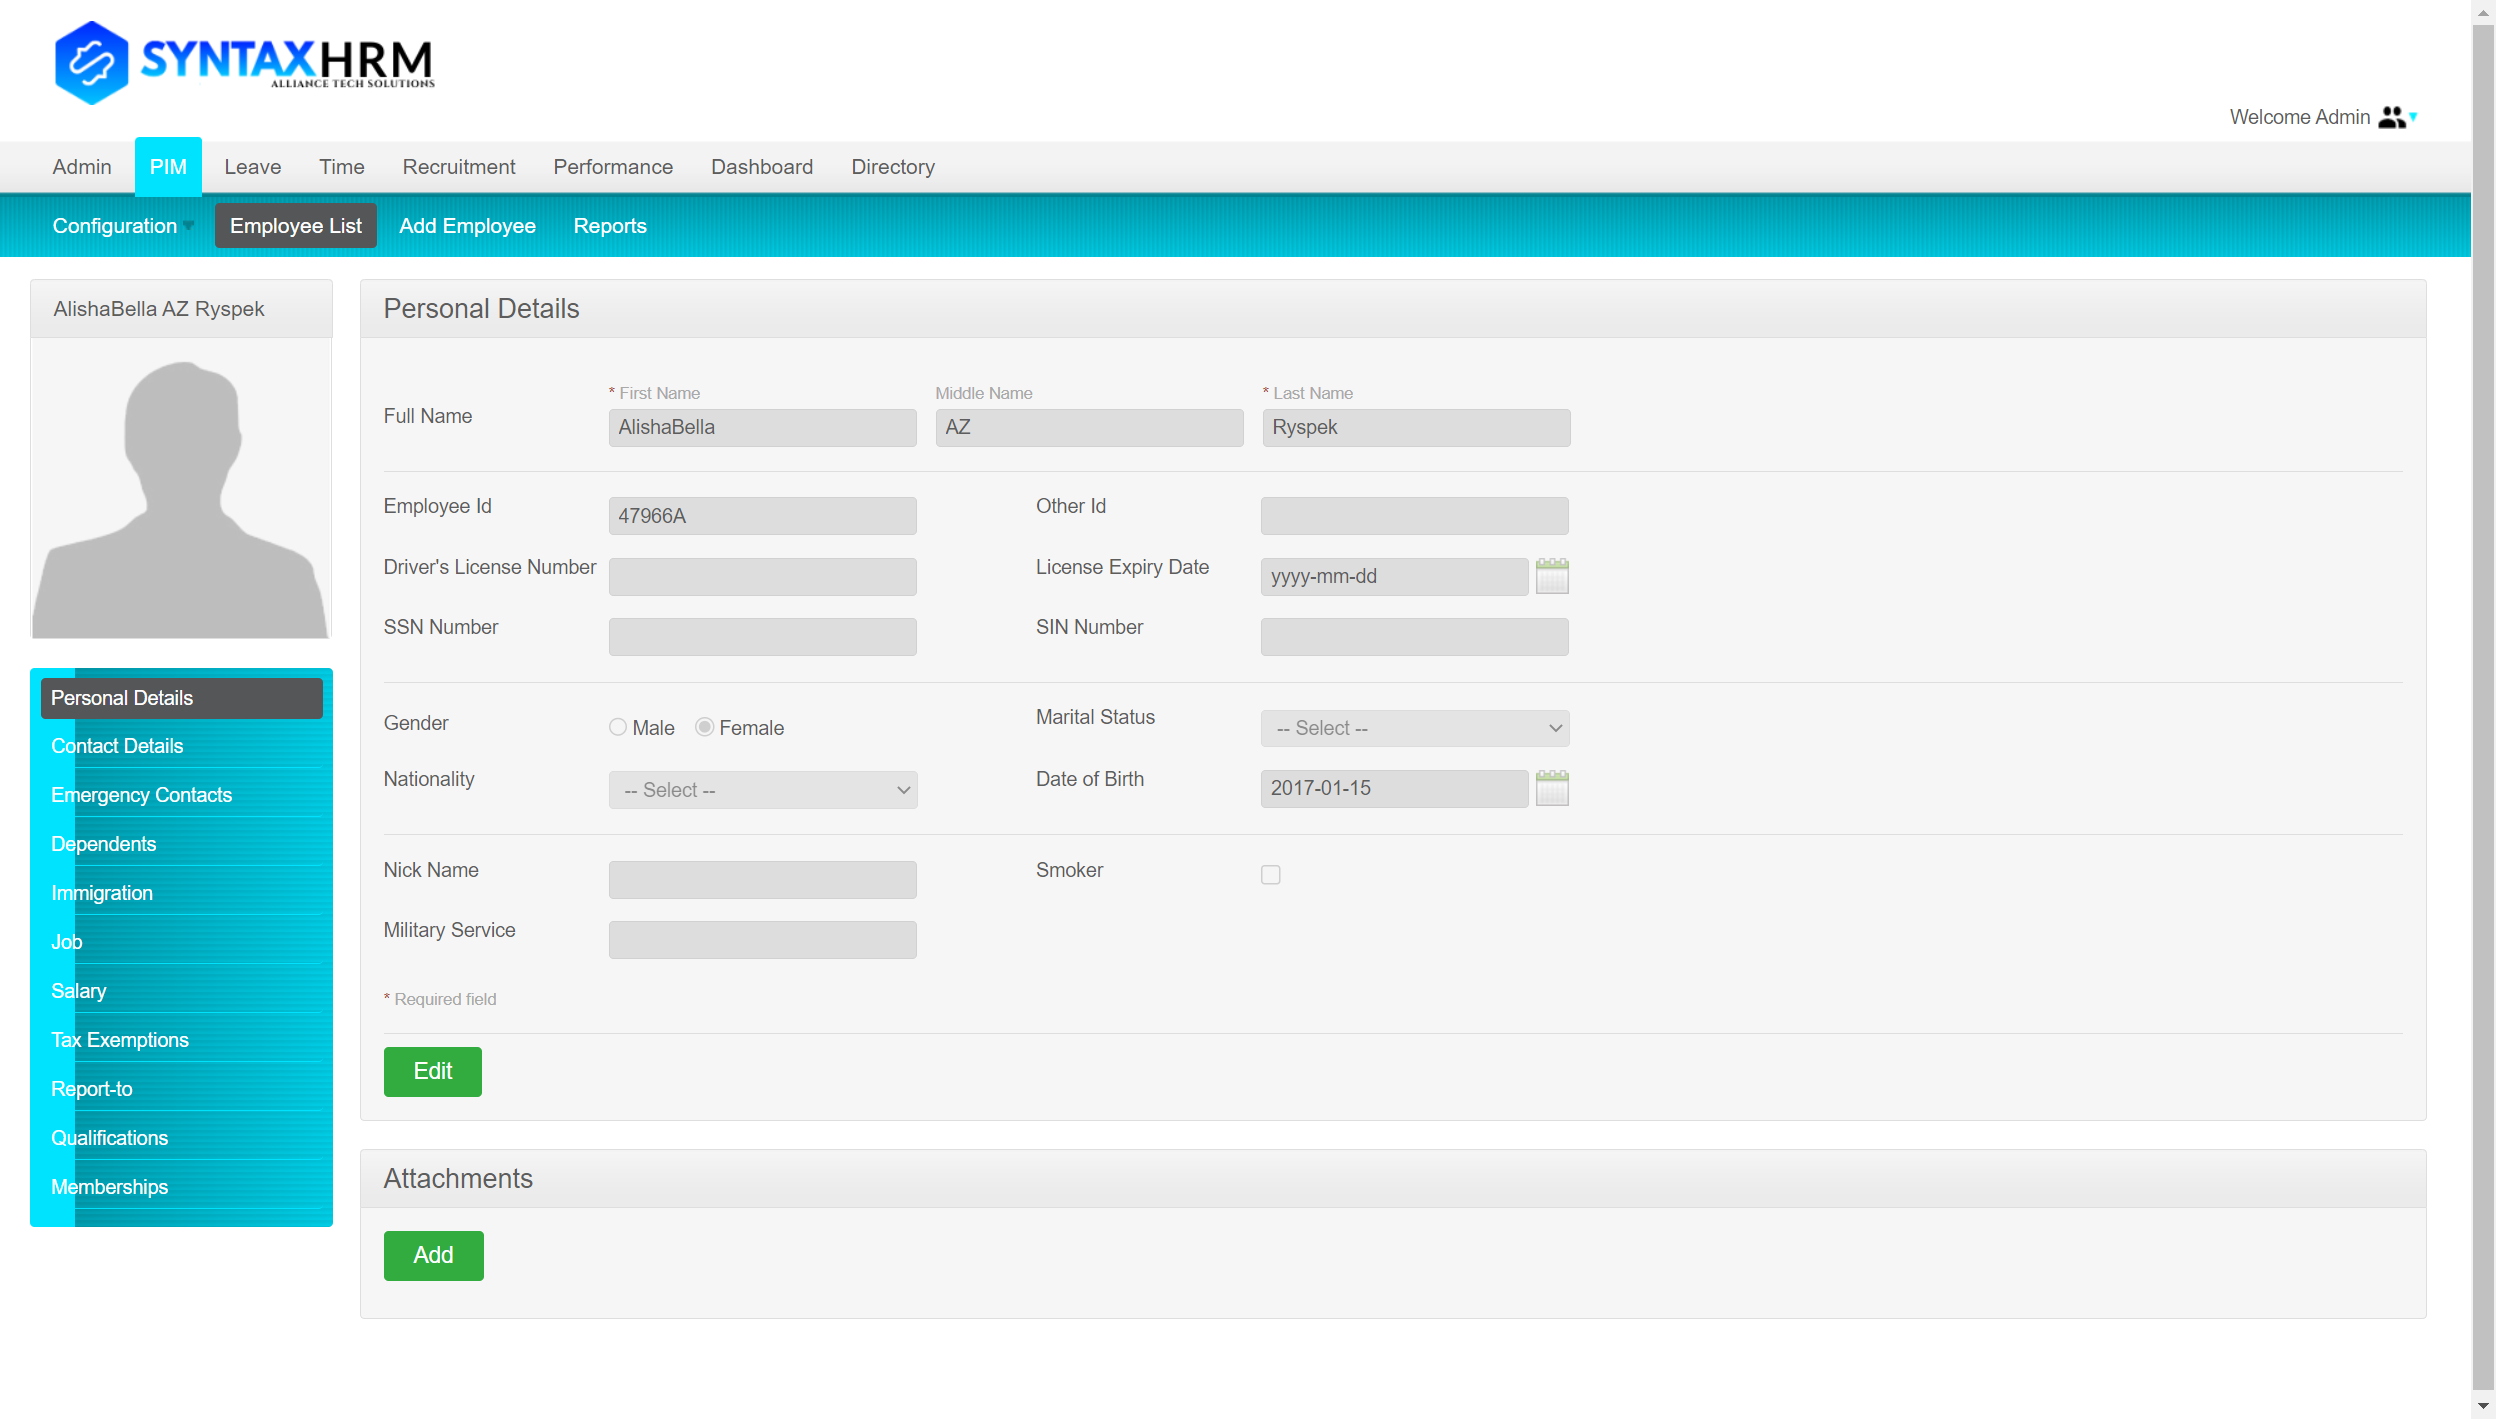 SYNTAXHRM
ALLIANCE TECH SOLUTIONS
Welcome Admin
Admin PIM Leave Time Recruitment Performance Dashboard Directory
Configuration Employee List Add Employee Reports
AlishaBella AZ Ryspek
Personal Details
* First Name Middle Name * Last Name
Full Name AlishaBella AZ Ryspek
Employee Id 47966A Other Id
Driver's License Number License Expiry Date yyyy-mm-dd
SSN Number SIN Number
Gender Male Female Marital Status -- Select --
Nationality -- Select -- Date of Birth 2017-01-15
Nick Name Smoker
Military Service
* Required field
Edit
Personal Details
Contact Details
Emergency Contacts
Dependents
Immigration
Job
Salary
Tax Exemptions
Report-to
Qualifications
Memberships
Attachments
Add